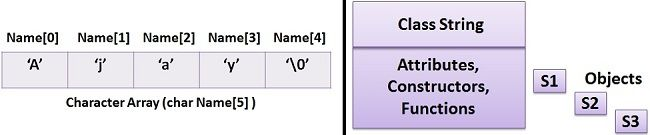 Name[0] Name[1] Name[2] Name[3] Name[4]
‘A’ ‘j’ ‘a’ ‘y’ ‘\0’
Character Array (char Name[5] )
Class String
Attributes,
Constructors,
Functions
S1 Objects
S2
S3